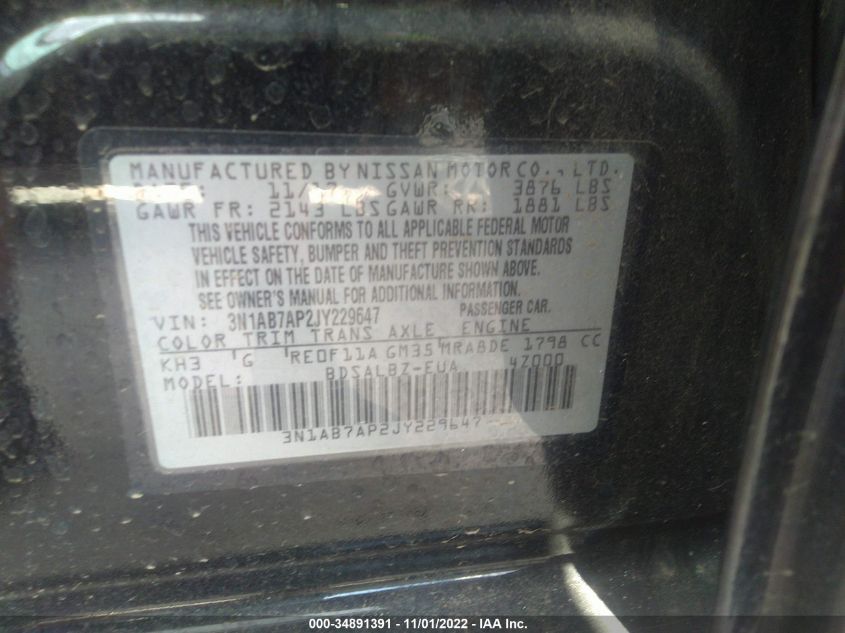 MANUFACTURED BY NISSAN MOTOR CO., LTD.
11/17 GVWR: 3876 LBS
GAWR FR: 2143 LBS GAWR RR: 1881 LBS
THIS VEHICLE CONFORMS TO ALL APPLICABLE FEDERAL MOTOR
VEHICLE SAFETY, BUMPER AND THEFT PREVENTION STANDARDS
IN EFFECT ON THE DATE OF MANUFACTURE SHOWN ABOVE.
SEE OWNER'S MANUAL FOR ADDITIONAL INFORMATION.
VIN: 3N1AB7AP2JY229647 PASSENGER CAR.
COLOR TRIM TRANS AXLE ENGINE
KH3 G RE0F11A GM35 MRA8DE 1798 CC
MODEL: BDSALBZ-EUA 4Z000
3N1AB7AP2JY229647
000-34891391 - 11/01/2022 - IAA Inc.